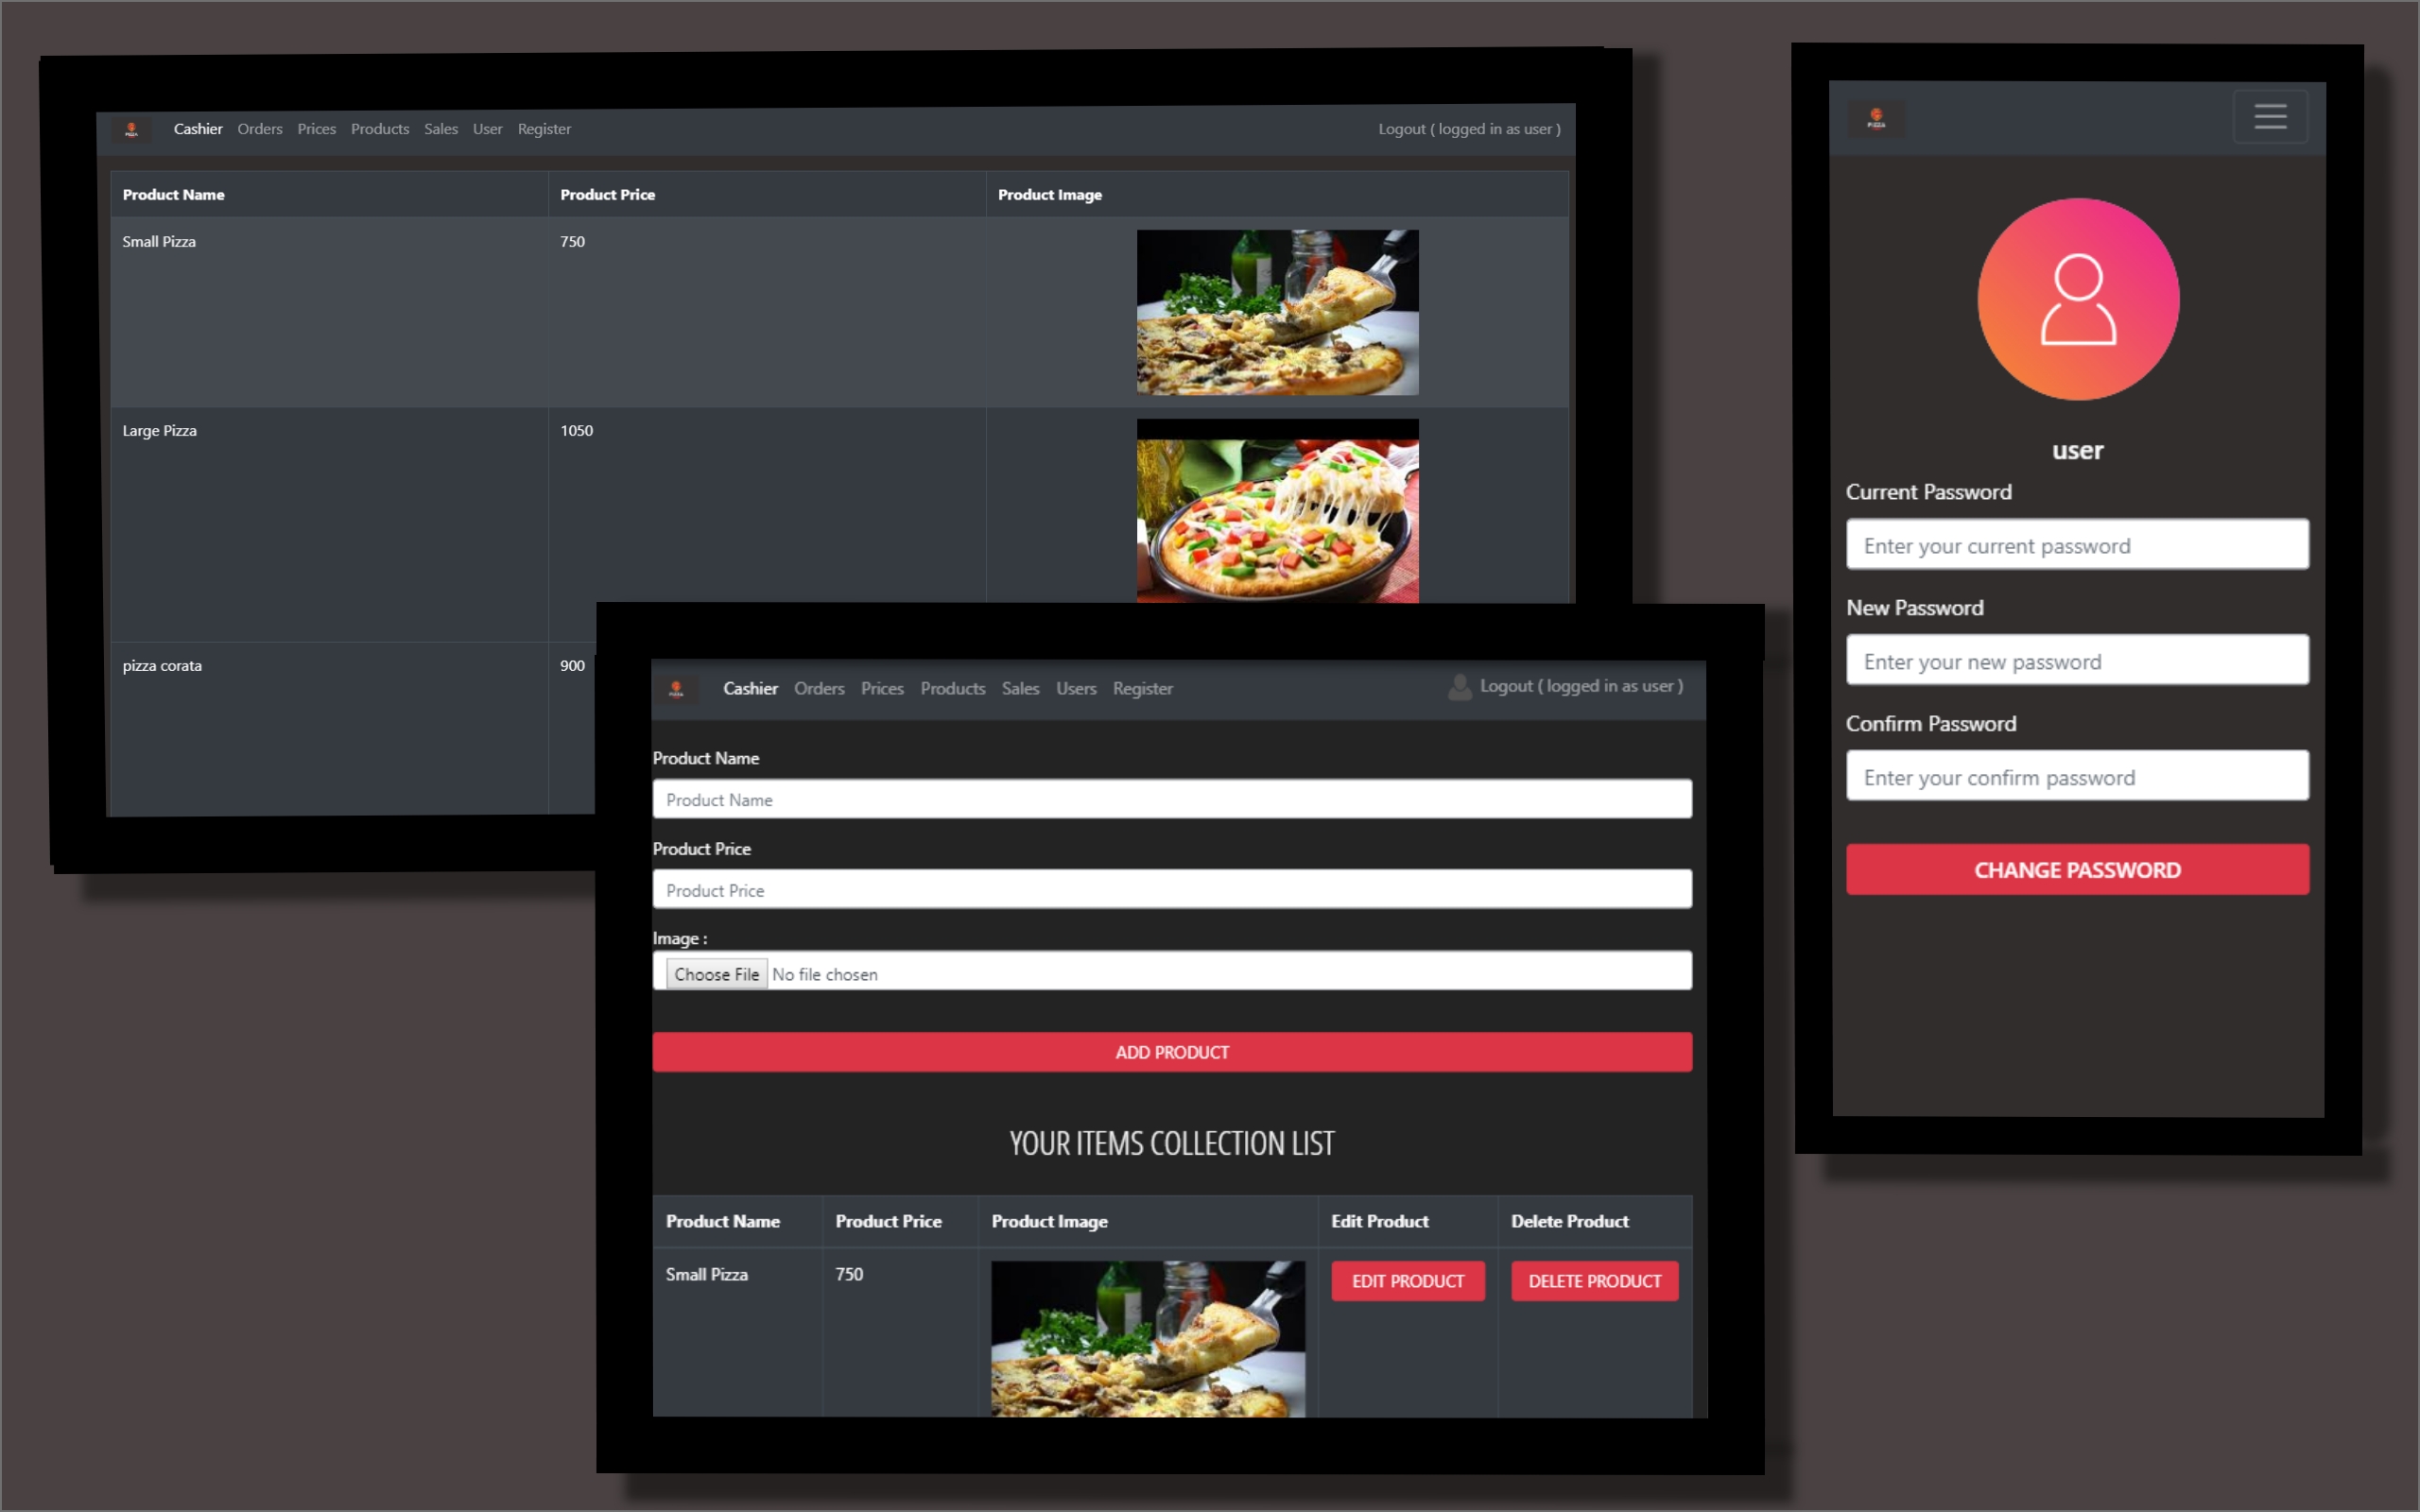 PIZZA Cashier Orders Prices Products Sales User Register Logout ( logged in as user )
Product Name Product Price Product Image
Small Pizza 750
Large Pizza 1050
pizza corata 900
Cashier Orders Prices Products Sales Users Register Logout ( logged in as user )
Product Name
Product Name
Product Price
Product Price
Image :
Choose File No file chosen
ADD PRODUCT
YOUR ITEMS COLLECTION LIST
Product Name Product Price Product Image Edit Product Delete Product
Small Pizza 750 EDIT PRODUCT DELETE PRODUCT
PIZZA
user
Current Password
Enter your current password
New Password
Enter your new password
Confirm Password
Enter your confirm password
CHANGE PASSWORD